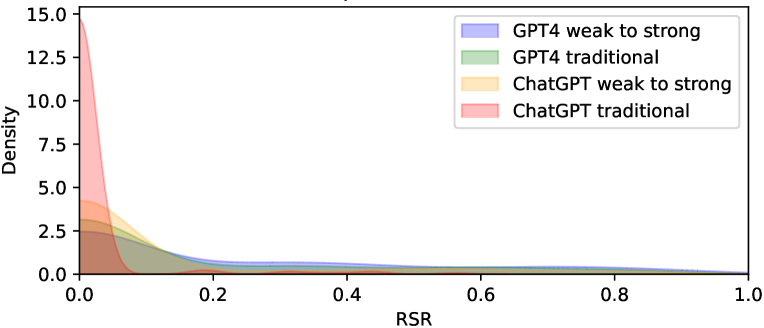 15.0
12.5
10.0
7.5
5.0
2.5
0.0
Density
0.0 0.2 0.4 0.6 0.8 1.0
RSR
GPT4 weak to strong
GPT4 traditional
ChatGPT weak to strong
ChatGPT traditional